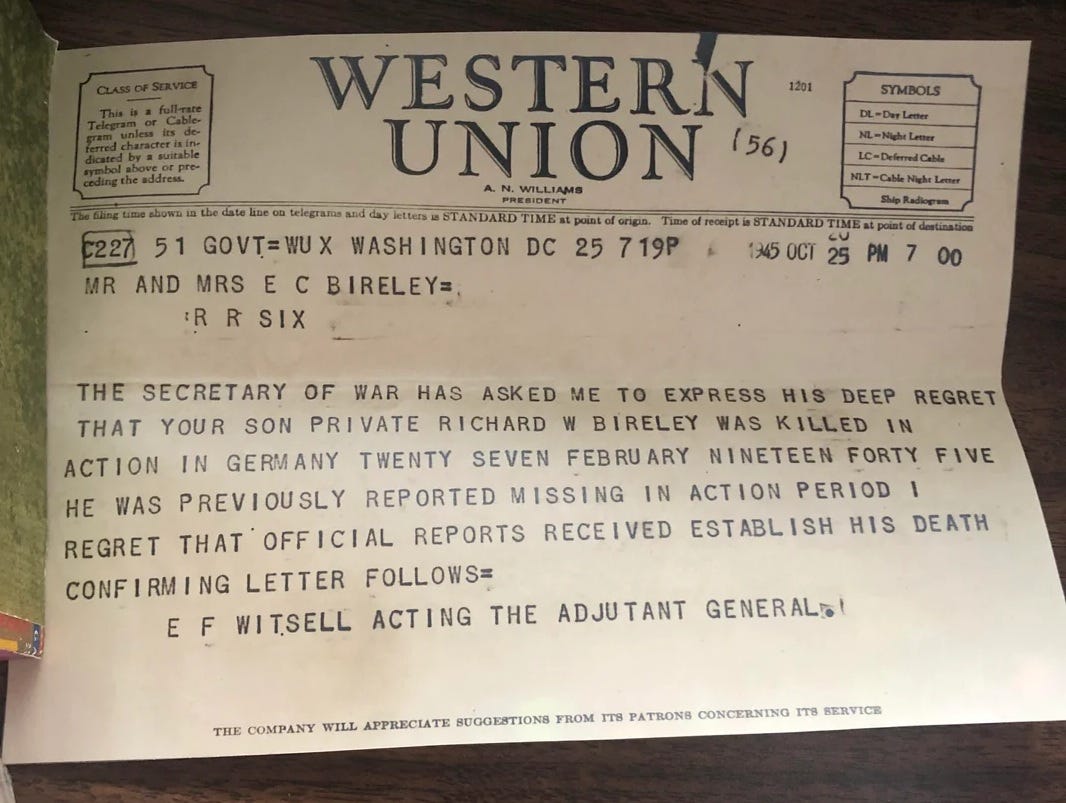 CLASS OF SERVICE
This is a full-rate
Telegram or Cable-
gram unless its de-
ferred character is in-
dicated by a suitable
symbol above or pre-
ceding the address.
WESTERN
UNION
1201
(56)
A. N. WILLIAMS
PRESIDENT
SYMBOLS
DL=Day Letter
NL=Night Letter
LC=Deferred Cable
NLT=Cable Night Letter
Ship Radiogram
The filing time shown in the date line on telegrams and day letters is STANDARD TIME at point of origin. Time of receipt is STANDARD TIME at point of destination
C227 51 GOVT=WUX WASHINGTON DC 25 719P 1945 OCT 25 PM 7 00
MR AND MRS E C BIRELEY=
R R SIX
THE SECRETARY OF WAR HAS ASKED ME TO EXPRESS HIS DEEP REGRET
THAT YOUR SON PRIVATE RICHARD W BIRELEY WAS KILLED IN
ACTION IN GERMANY TWENTY SEVEN FEBRUARY NINETEEN FORTY FIVE
HE WAS PREVIOUSLY REPORTED MISSING IN ACTION PERIOD I
REGRET THAT OFFICIAL REPORTS RECEIVED ESTABLISH HIS DEATH
CONFIRMING LETTER FOLLOWS=
E F WITSELL ACTING THE ADJUTANT GENERAL.
THE COMPANY WILL APPRECIATE SUGGESTIONS FROM ITS PATRONS CONCERNING ITS SERVICE